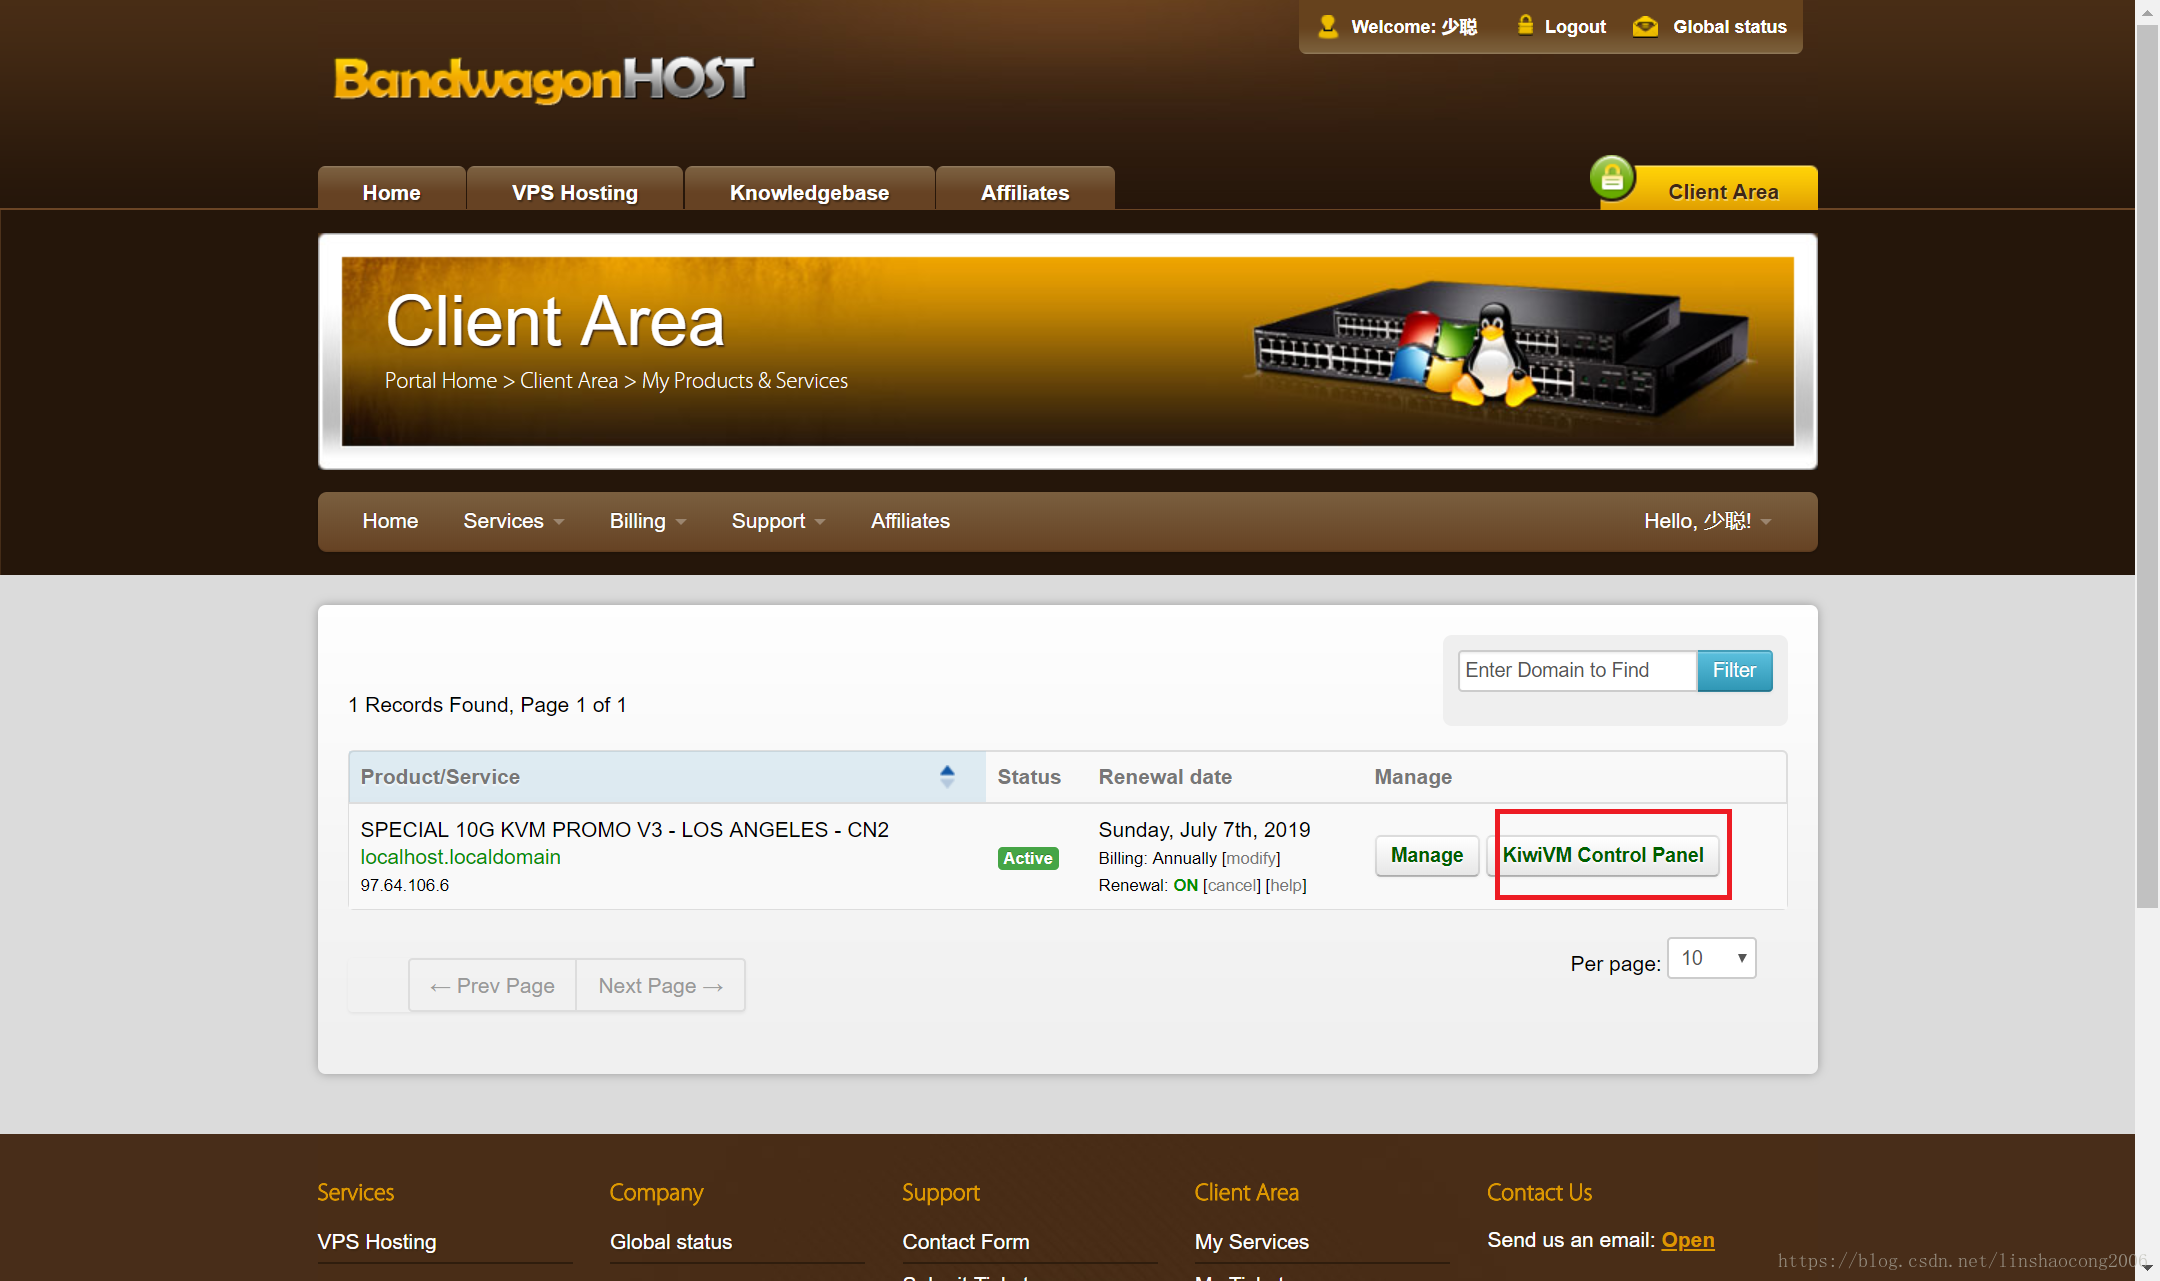 Welcome: 少聪 Logout Global status
BandwagonHOST
Home VPS Hosting Knowledgebase Affiliates Client Area
Client Area
Portal Home > Client Area > My Products & Services
Home Services Billing Support Affiliates Hello, 少聪!
Enter Domain to Find Filter
1 Records Found, Page 1 of 1
Product/Service Status Renewal date Manage
SPECIAL 10G KVM PROMO V3 - LOS ANGELES - CN2
localhost.localdomain
97.64.106.6
Active
Sunday, July 7th, 2019
Billing: Annually [modify]
Renewal: ON [cancel] [help]
Manage KiwiVM Control Panel
Per page: 10
← Prev Page Next Page →
Services Company Support Client Area Contact Us
VPS Hosting Global status Contact Form My Services Send us an email: Open
https://blog.csdn.net/linshaocong2006